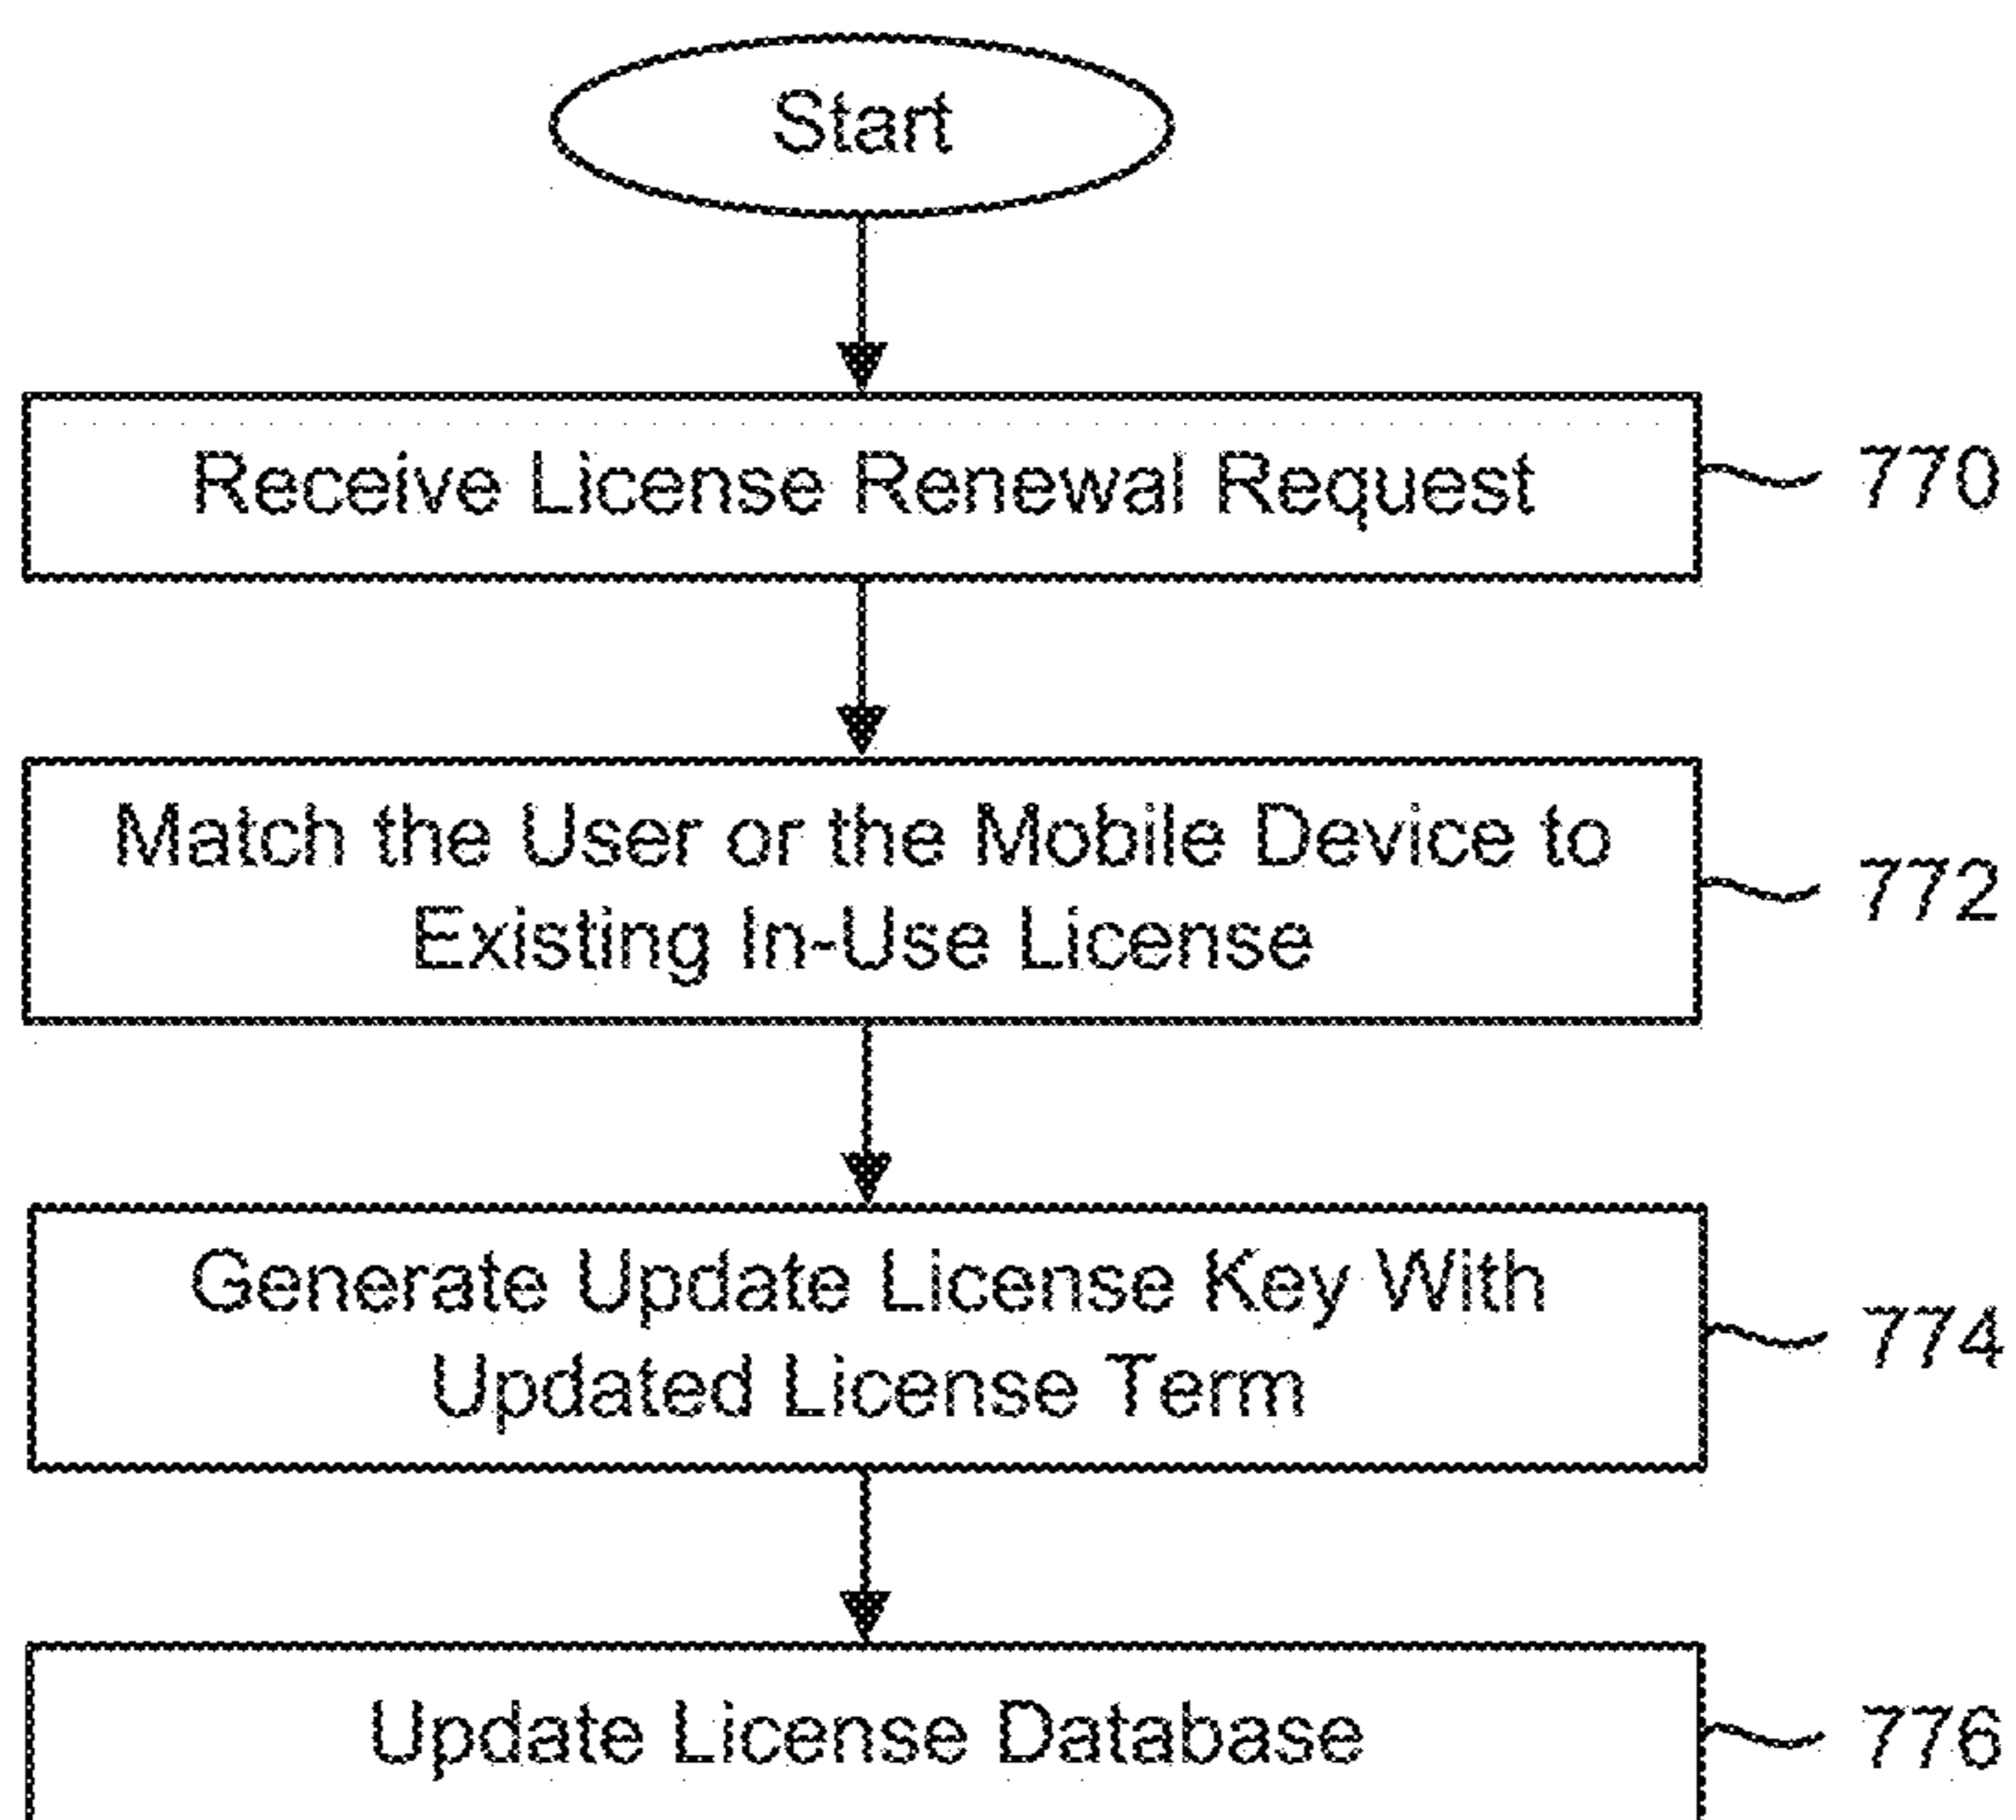 Start
Receive License Renewal Request
770
Match the User or the Mobile Device to
Existing In-Use License
772
Generate Update License Key With
Updated License Term
774
Update License Database
776